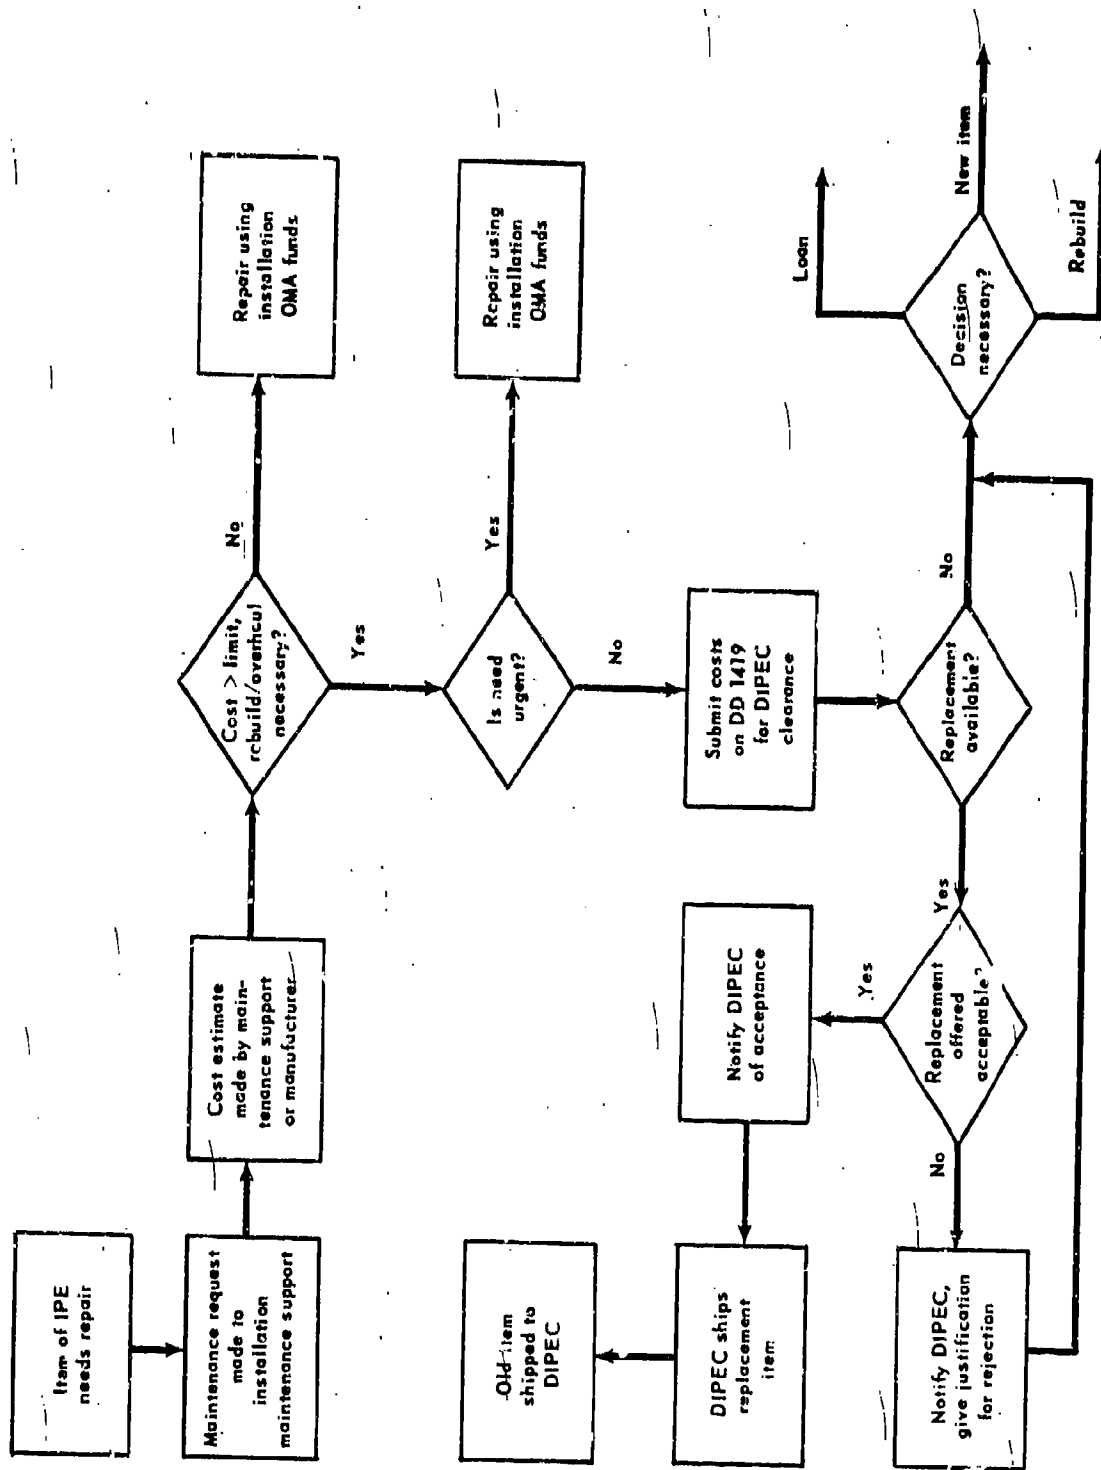 Item of IPE
needs repair
Maintenance request
made to
installation
maintenance support
Cost estimate
made by main-
tenance support
or manufacturer
Cost > limit,
rebuild/overhaul
necessary?
No
Repair using
installation
OMA funds
Yes
Is need
urgent?
Yes
Repair using
installation
OMA funds
No
Submit costs
on DD 1419
for DIPEC
clearance
Replacement
available?
No
Decision
necessary?
Loan
New item
Rebuild
Yes
Replacement
offered
acceptable?
Yes
Notify DIPEC
of acceptance
DIPEC ships
replacement
item
Old item
shipped to
DIPEC
No
Notify DIPEC,
give justification
for rejection